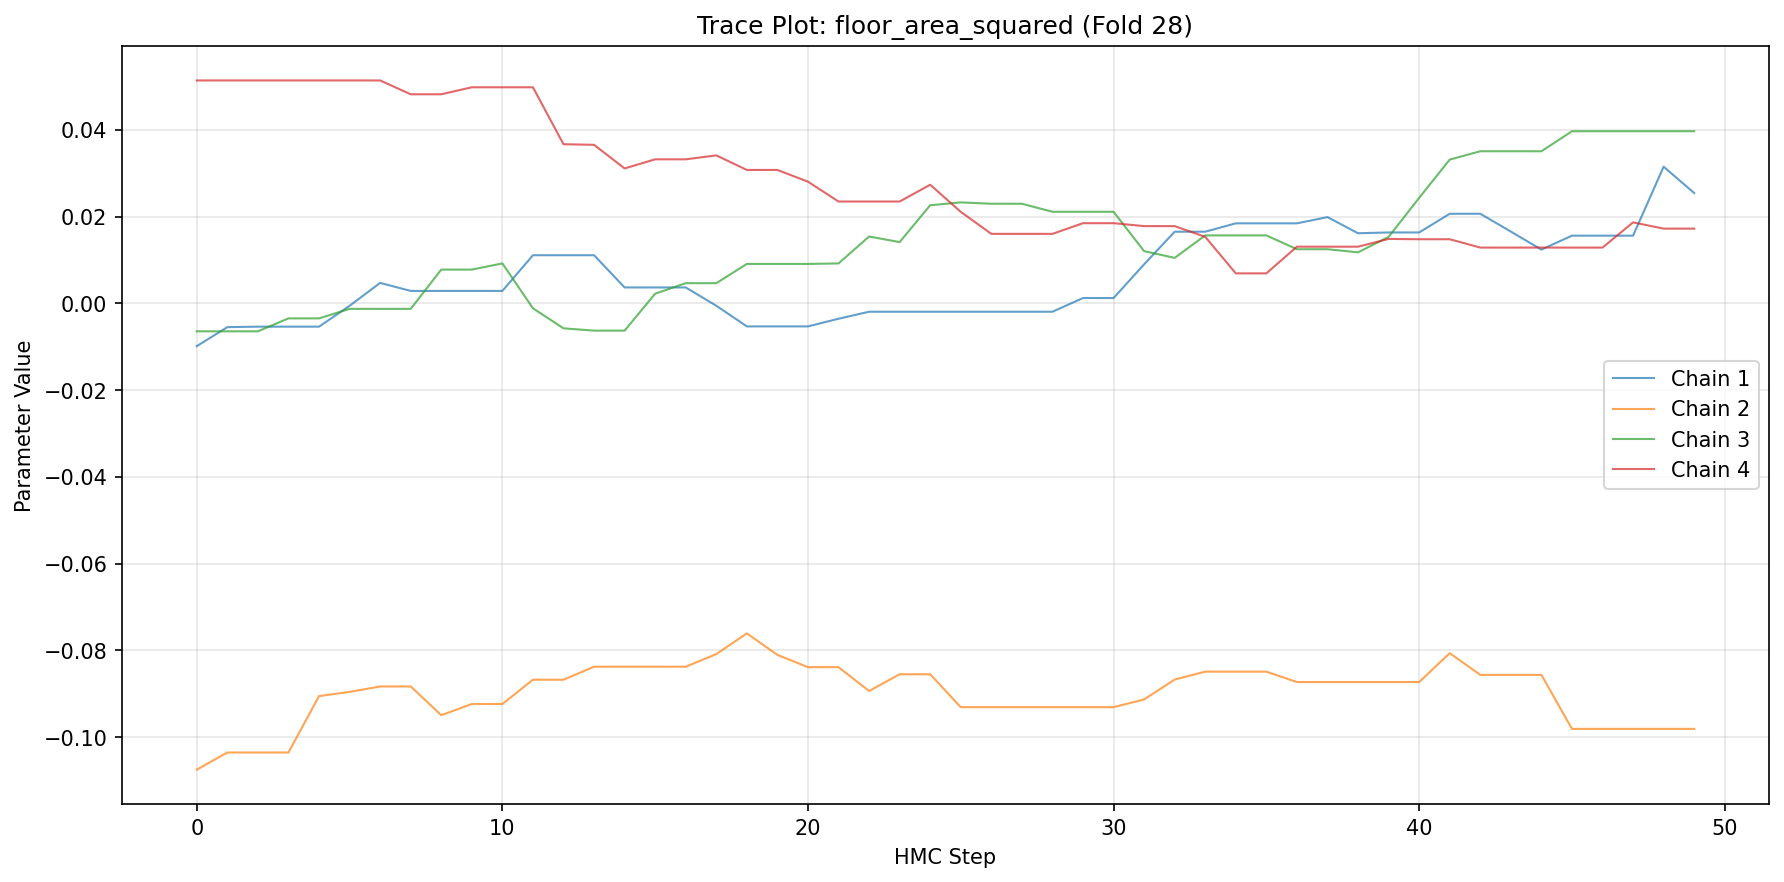 Trace Plot: floor_area_squared (Fold 28)
Parameter Value
0.04
0.02
0.00
−0.02
−0.04
−0.06
−0.08
−0.10
Chain 1
Chain 2
Chain 3
Chain 4
0 10 20 30 40 50
HMC Step